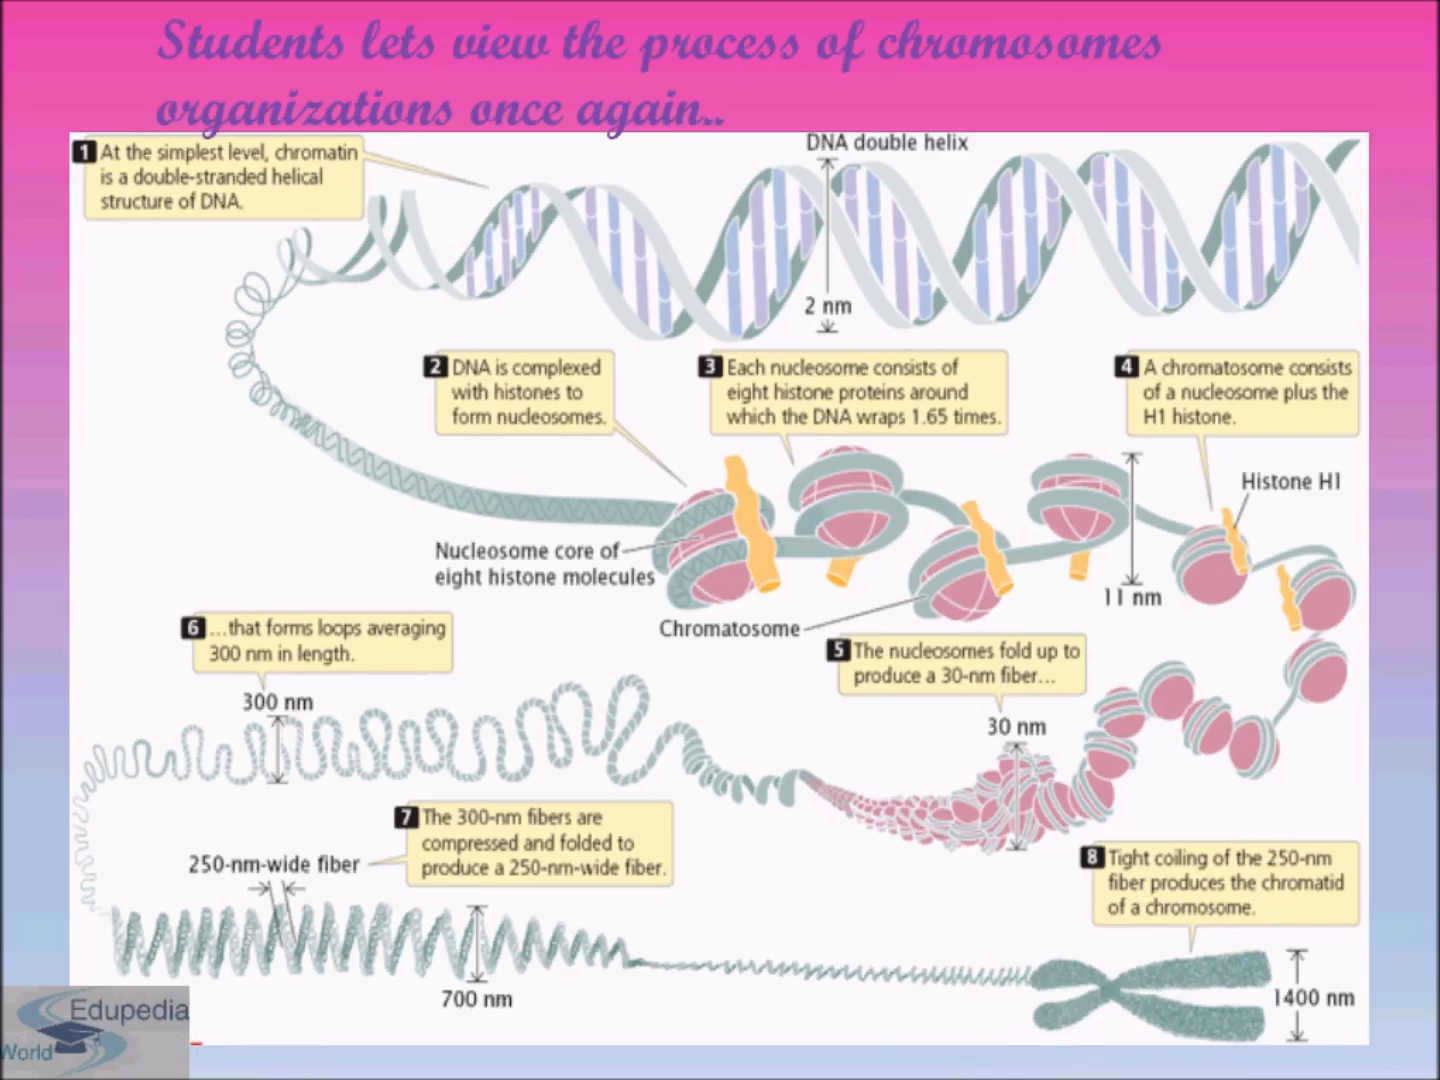 Students lets view the process of chromosomes
organizations once again..
DNA double helix
1 At the simplest level, chromatin
is a double-stranded helical
structure of DNA.
2 nm
2 DNA is complexed
with histones to
form nucleosomes.
3 Each nucleosome consists of
eight histone proteins around
which the DNA wraps 1.65 times.
4 A chromatosome consists
of a nucleosome plus the
H1 histone.
Histone H1
Nucleosome core of
eight histone molecules
11 nm
Chromatosome
6 …that forms loops averaging
300 nm in length.
5 The nucleosomes fold up to
produce a 30-nm fiber…
300 nm
30 nm
7 The 300-nm fibers are
compressed and folded to
produce a 250-nm-wide fiber.
250-nm-wide fiber
8 Tight coiling of the 250-nm
fiber produces the chromatid
of a chromosome.
700 nm
1400 nm
Edupedia
World